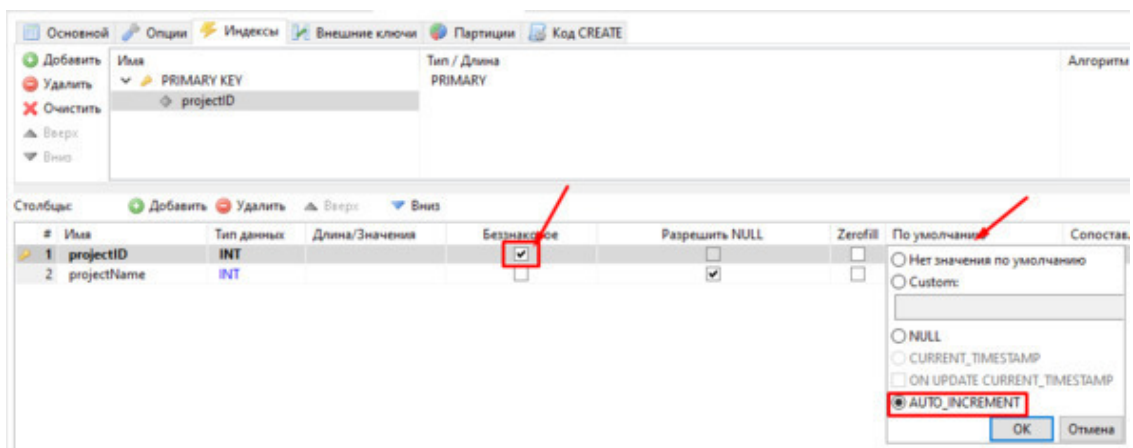 Основной Опции Индексы Внешние ключи Партиции Код CREATE
Добавить Имя Тип / Длина Алгоритм
Удалить PRIMARY KEY PRIMARY
projectID
Очистить
Вверх
Вниз
Столбцы: Добавить Удалить Вверх Вниз
# Имя Тип данных Длина/Значения Беззнаковое Разрешить NULL Zerofill По умолчанию Сопостав.
1 projectID INT Нет значения по умолчанию
2 projectName INT Custom:
NULL
CURRENT_TIMESTAMP
ON UPDATE CURRENT_TIMESTAMP
AUTO_INCREMENT
OK Отмена